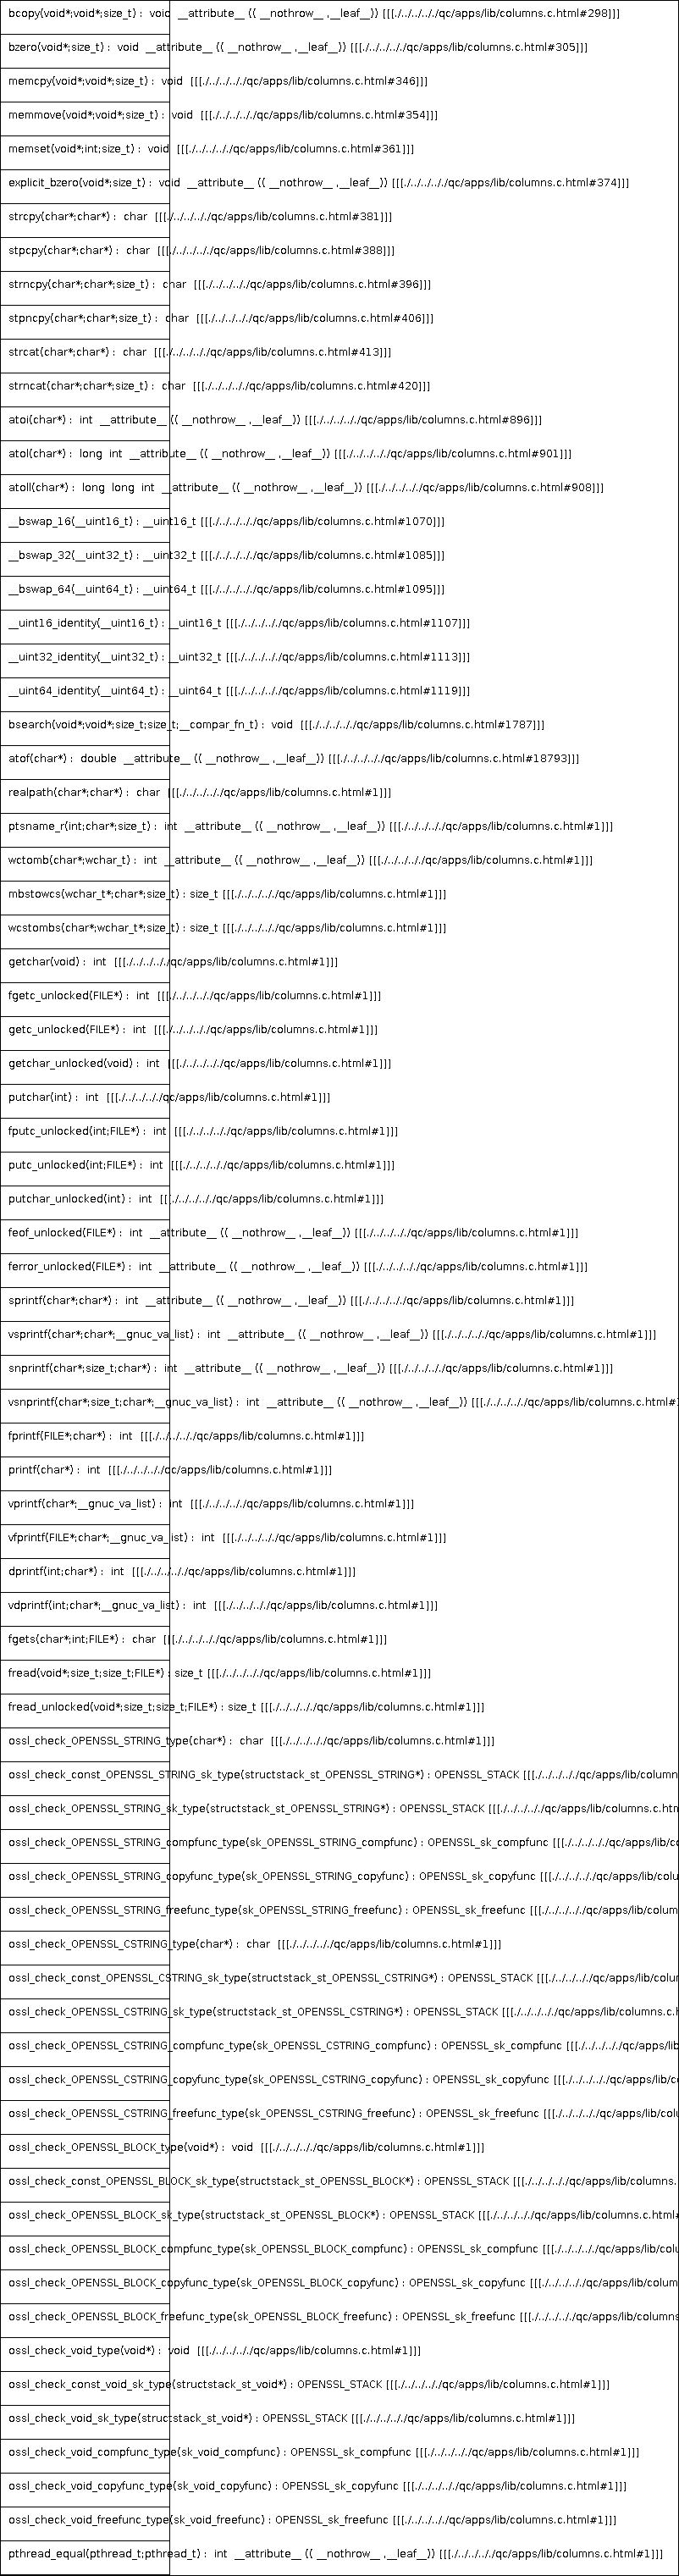 bcopy(void*;void*;size_t) : void __attribute__ (( __nothrow__ ,__leaf__)) [[[./../../../qc/apps/lib/columns.c.html#298]]]
bzero(void*;size_t) : void __attribute__ (( __nothrow__ ,__leaf__)) [[[./../../../qc/apps/lib/columns.c.html#305]]]
memcpy(void*;void*;size_t) : void [[[./../../../qc/apps/lib/columns.c.html#346]]]
memmove(void*;void*;size_t) : void [[[./../../../qc/apps/lib/columns.c.html#354]]]
memset(void*;int;size_t) : void [[[./../../../qc/apps/lib/columns.c.html#361]]]
explicit_bzero(void*;size_t) : void __attribute__ (( __nothrow__ ,__leaf__)) [[[./../../../qc/apps/lib/columns.c.html#374]]]
strcpy(char*;char*) : char [[[./../../../qc/apps/lib/columns.c.html#381]]]
stpcpy(char*;char*) : char [[[./../../../qc/apps/lib/columns.c.html#388]]]
strncpy(char*;char*;size_t) : char [[[./../../../qc/apps/lib/columns.c.html#396]]]
stpncpy(char*;char*;size_t) : char [[[./../../../qc/apps/lib/columns.c.html#406]]]
strcat(char*;char*) : char [[[./../../../qc/apps/lib/columns.c.html#413]]]
strncat(char*;char*;size_t) : char [[[./../../../qc/apps/lib/columns.c.html#420]]]
atoi(char*) : int __attribute__ (( __nothrow__ ,__leaf__)) [[[./../../../qc/apps/lib/columns.c.html#896]]]
atol(char*) : long int __attribute__ (( __nothrow__ ,__leaf__)) [[[./../../../qc/apps/lib/columns.c.html#901]]]
atoll(char*) : long long int __attribute__ (( __nothrow__ ,__leaf__)) [[[./../../../qc/apps/lib/columns.c.html#908]]]
__bswap_16(__uint16_t) : __uint16_t [[[./../../../qc/apps/lib/columns.c.html#1070]]]
__bswap_32(__uint32_t) : __uint32_t [[[./../../../qc/apps/lib/columns.c.html#1085]]]
__bswap_64(__uint64_t) : __uint64_t [[[./../../../qc/apps/lib/columns.c.html#1095]]]
__uint16_identity(__uint16_t) : __uint16_t [[[./../../../qc/apps/lib/columns.c.html#1107]]]
__uint32_identity(__uint32_t) : __uint32_t [[[./../../../qc/apps/lib/columns.c.html#1113]]]
__uint64_identity(__uint64_t) : __uint64_t [[[./../../../qc/apps/lib/columns.c.html#1119]]]
bsearch(void*;void*;size_t;size_t;__compar_fn_t) : void [[[./../../../qc/apps/lib/columns.c.html#1787]]]
atof(char*) : double __attribute__ (( __nothrow__ ,__leaf__)) [[[./../../../qc/apps/lib/columns.c.html#18793]]]
realpath(char*;char*) : char [[[./../../../qc/apps/lib/columns.c.html#1]]]
ptsname_r(int;char*;size_t) : int __attribute__ (( __nothrow__ ,__leaf__)) [[[./../../../qc/apps/lib/columns.c.html#1]]]
wctomb(char*;wchar_t) : int __attribute__ (( __nothrow__ ,__leaf__)) [[[./../../../qc/apps/lib/columns.c.html#1]]]
mbstowcs(wchar_t*;char*;size_t) : size_t [[[./../../../qc/apps/lib/columns.c.html#1]]]
wcstombs(char*;wchar_t*;size_t) : size_t [[[./../../../qc/apps/lib/columns.c.html#1]]]
getchar(void) : int [[[./../../../qc/apps/lib/columns.c.html#1]]]
fgetc_unlocked(FILE*) : int [[[./../../../qc/apps/lib/columns.c.html#1]]]
getc_unlocked(FILE*) : int [[[./../../../qc/apps/lib/columns.c.html#1]]]
getchar_unlocked(void) : int [[[./../../../qc/apps/lib/columns.c.html#1]]]
putchar(int) : int [[[./../../../qc/apps/lib/columns.c.html#1]]]
fputc_unlocked(int;FILE*) : int [[[./../../../qc/apps/lib/columns.c.html#1]]]
putc_unlocked(int;FILE*) : int [[[./../../../qc/apps/lib/columns.c.html#1]]]
putchar_unlocked(int) : int [[[./../../../qc/apps/lib/columns.c.html#1]]]
feof_unlocked(FILE*) : int __attribute__ (( __nothrow__ ,__leaf__)) [[[./../../../qc/apps/lib/columns.c.html#1]]]
ferror_unlocked(FILE*) : int __attribute__ (( __nothrow__ ,__leaf__)) [[[./../../../qc/apps/lib/columns.c.html#1]]]
sprintf(char*;char*) : int __attribute__ (( __nothrow__ ,__leaf__)) [[[./../../../qc/apps/lib/columns.c.html#1]]]
vsprintf(char*;char*;__gnuc_va_list) : int __attribute__ (( __nothrow__ ,__leaf__)) [[[./../../../qc/apps/lib/columns.c.html#1]]]
snprintf(char*;size_t;char*) : int __attribute__ (( __nothrow__ ,__leaf__)) [[[./../../../qc/apps/lib/columns.c.html#1]]]
vsnprintf(char*;size_t;char*;__gnuc_va_list) : int __attribute__ (( __nothrow__ ,__leaf__)) [[[./../../../qc/apps/lib/columns.c.html#
fprintf(FILE*;char*) : int [[[./../../../qc/apps/lib/columns.c.html#1]]]
printf(char*) : int [[[./../../../qc/apps/lib/columns.c.html#1]]]
vprintf(char*;__gnuc_va_list) : int [[[./../../../qc/apps/lib/columns.c.html#1]]]
vfprintf(FILE*;char*;__gnuc_va_list) : int [[[./../../../qc/apps/lib/columns.c.html#1]]]
dprintf(int;char*) : int [[[./../../../qc/apps/lib/columns.c.html#1]]]
vdprintf(int;char*;__gnuc_va_list) : int [[[./../../../qc/apps/lib/columns.c.html#1]]]
fgets(char*;int;FILE*) : char [[[./../../../qc/apps/lib/columns.c.html#1]]]
fread(void*;size_t;size_t;FILE*) : size_t [[[./../../../qc/apps/lib/columns.c.html#1]]]
fread_unlocked(void*;size_t;size_t;FILE*) : size_t [[[./../../../qc/apps/lib/columns.c.html#1]]]
ossl_check_OPENSSL_STRING_type(char*) : char [[[./../../../qc/apps/lib/columns.c.html#1]]]
ossl_check_const_OPENSSL_STRING_sk_type(structstack_st_OPENSSL_STRING*) : OPENSSL_STACK [[[./../../../qc/apps/lib/column
ossl_check_OPENSSL_STRING_sk_type(structstack_st_OPENSSL_STRING*) : OPENSSL_STACK [[[./../../../qc/apps/lib/columns.c.htm
ossl_check_OPENSSL_STRING_compfunc_type(sk_OPENSSL_STRING_compfunc) : OPENSSL_sk_compfunc [[[./../../../qc/apps/lib/co
ossl_check_OPENSSL_STRING_copyfunc_type(sk_OPENSSL_STRING_copyfunc) : OPENSSL_sk_copyfunc [[[./../../../qc/apps/lib/colu
ossl_check_OPENSSL_STRING_freefunc_type(sk_OPENSSL_STRING_freefunc) : OPENSSL_sk_freefunc [[[./../../../qc/apps/lib/colum
ossl_check_OPENSSL_CSTRING_type(char*) : char [[[./../../../qc/apps/lib/columns.c.html#1]]]
ossl_check_const_OPENSSL_CSTRING_sk_type(structstack_st_OPENSSL_CSTRING*) : OPENSSL_STACK [[[./../../../qc/apps/lib/colum
ossl_check_OPENSSL_CSTRING_sk_type(structstack_st_OPENSSL_CSTRING*) : OPENSSL_STACK [[[./../../../qc/apps/lib/columns.c.h
ossl_check_OPENSSL_CSTRING_compfunc_type(sk_OPENSSL_CSTRING_compfunc) : OPENSSL_sk_compfunc [[[./../../../qc/apps/lib
ossl_check_OPENSSL_CSTRING_copyfunc_type(sk_OPENSSL_CSTRING_copyfunc) : OPENSSL_sk_copyfunc [[[./../../../qc/apps/lib/co
ossl_check_OPENSSL_CSTRING_freefunc_type(sk_OPENSSL_CSTRING_freefunc) : OPENSSL_sk_freefunc [[[./../../../qc/apps/lib/colu
ossl_check_OPENSSL_BLOCK_type(void*) : void [[[./../../../qc/apps/lib/columns.c.html#1]]]
ossl_check_const_OPENSSL_BLOCK_sk_type(structstack_st_OPENSSL_BLOCK*) : OPENSSL_STACK [[[./../../../qc/apps/lib/columns.
ossl_check_OPENSSL_BLOCK_sk_type(structstack_st_OPENSSL_BLOCK*) : OPENSSL_STACK [[[./../../../qc/apps/lib/columns.c.html#
ossl_check_OPENSSL_BLOCK_compfunc_type(sk_OPENSSL_BLOCK_compfunc) : OPENSSL_sk_compfunc [[[./../../../qc/apps/lib/colu
ossl_check_OPENSSL_BLOCK_copyfunc_type(sk_OPENSSL_BLOCK_copyfunc) : OPENSSL_sk_copyfunc [[[./../../../qc/apps/lib/colum
ossl_check_OPENSSL_BLOCK_freefunc_type(sk_OPENSSL_BLOCK_freefunc) : OPENSSL_sk_freefunc [[[./../../../qc/apps/lib/columns
ossl_check_void_type(void*) : void [[[./../../../qc/apps/lib/columns.c.html#1]]]
ossl_check_const_void_sk_type(structstack_st_void*) : OPENSSL_STACK [[[./../../../qc/apps/lib/columns.c.html#1]]]
ossl_check_void_sk_type(structstack_st_void*) : OPENSSL_STACK [[[./../../../qc/apps/lib/columns.c.html#1]]]
ossl_check_void_compfunc_type(sk_void_compfunc) : OPENSSL_sk_compfunc [[[./../../../qc/apps/lib/columns.c.html#1]]]
ossl_check_void_copyfunc_type(sk_void_copyfunc) : OPENSSL_sk_copyfunc [[[./../../../qc/apps/lib/columns.c.html#1]]]
ossl_check_void_freefunc_type(sk_void_freefunc) : OPENSSL_sk_freefunc [[[./../../../qc/apps/lib/columns.c.html#1]]]
pthread_equal(pthread_t;pthread_t) : int __attribute__ (( __nothrow__ ,__leaf__)) [[[./../../../qc/apps/lib/columns.c.html#1]]]